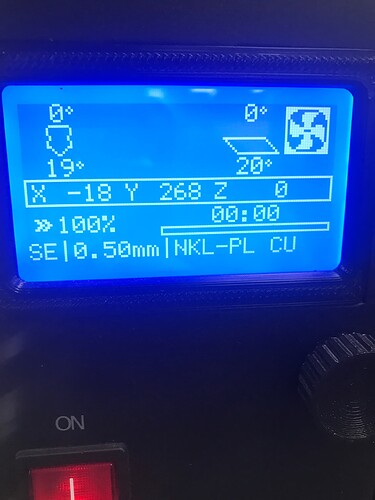 0° 0°
19° 20°
X -18 Y 268 Z 0
00:00
100%
SE|0.50mm|NKL-PL CU
ON